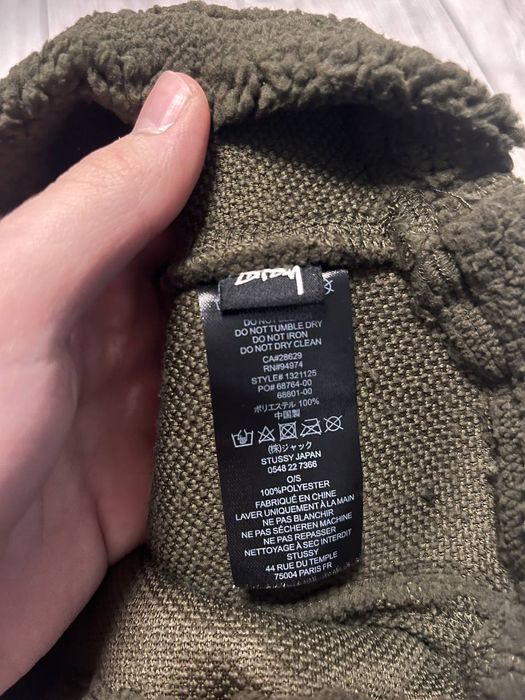 DO NOT TUMBLE DRY
DO NOT IRON
DO NOT DRY CLEAN
CA#28629
RN#94974
STYLE# 1321125
PO# 68764-00
68801-00
ポリエステル 100%
中国製
(株)ジャック
STUSSY JAPAN
0548 22 7366
O/S
100%POLYESTER
FABRIQUÉ EN CHINE
LAVER UNIQUEMENT À LA MAIN
NE PAS BLANCHIR
NE PAS SÉCHEREN MACHINE
NE PAS REPASSER
NETTOYAGE À SEC INTERDIT
STUSSY
44 RUE DU TEMPLE
75004 PARIS FR